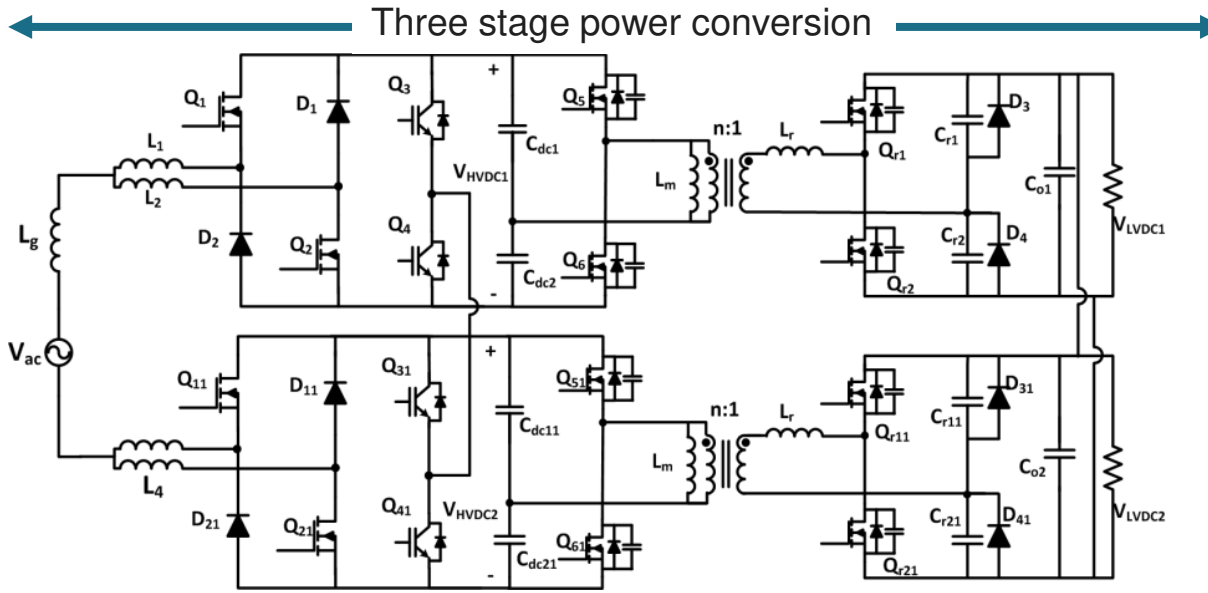 Three stage power conversion
Q1
D1
Q3
+
Q5
L1
L2
Lg
D2
Q2
Q4
VHVDC1
Cdc1
Cdc2
Q6
-
n:1
Lm
Lr
Qr1
Qr2
Cr1
D3
Cr2
D4
Co1
VLVDC1
Vac
Q11
D11
Q31
+
Q51
L4
D21
Q21
Q41
VHVDC2
Cdc11
Cdc21
Q61
-
n:1
Lm
Lr
Qr11
Qr21
Cr11
D31
Cr21
D41
Co2
VLVDC2